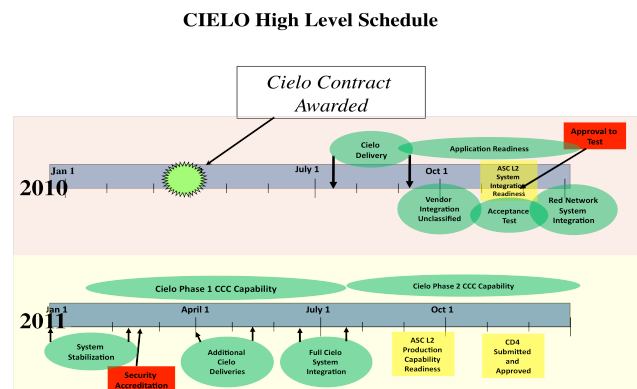 CIELO High Level Schedule
Cielo Contract
Awarded
Cielo
Delivery
Application Readiness
Approval to
Test
Jan 1
July 1
Oct 1
2010
ASC L2
System
Integration
Readiness
Vendor
Integration
Unclassified
Acceptance
Test
Red Network
System
Integration
Cielo Phase 1 CCC Capability
Cielo Phase 2 CCC Capability
Jan 1
April 1
July 1
Oct 1
2011
System
Stabilization
Security
Accreditation
Additional
Cielo
Deliveries
Full Cielo
System
Integration
ASC L2
Production
Capability
Readiness
CD4
Submitted
and
Approved